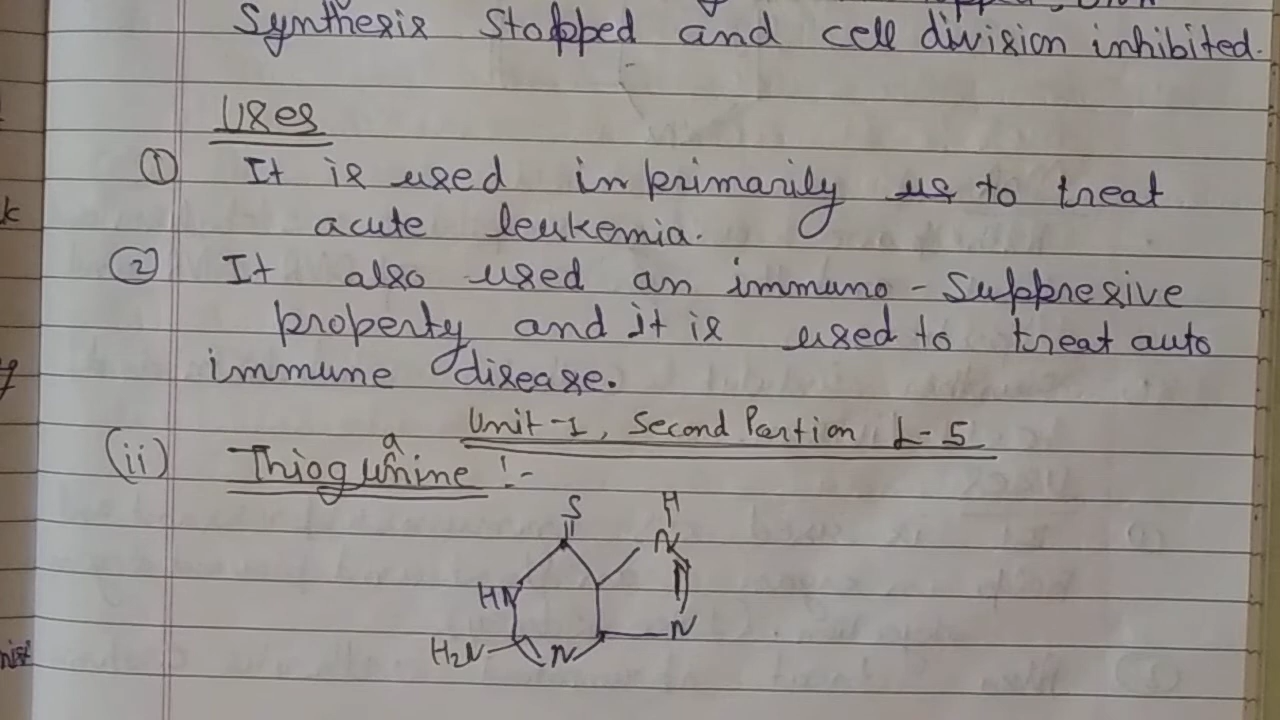 Synthesis Stopped and cell division inhibited.
Uses
① It is used in primarily us to treat
acute leukemia.
② It also used an immuno-Suppresive
property and it is used to treat auto
immune disease.
Unit-I, Second Partion L-5
(ii) Thioguanine :-
S
H
N
HN
N
H₂N
N